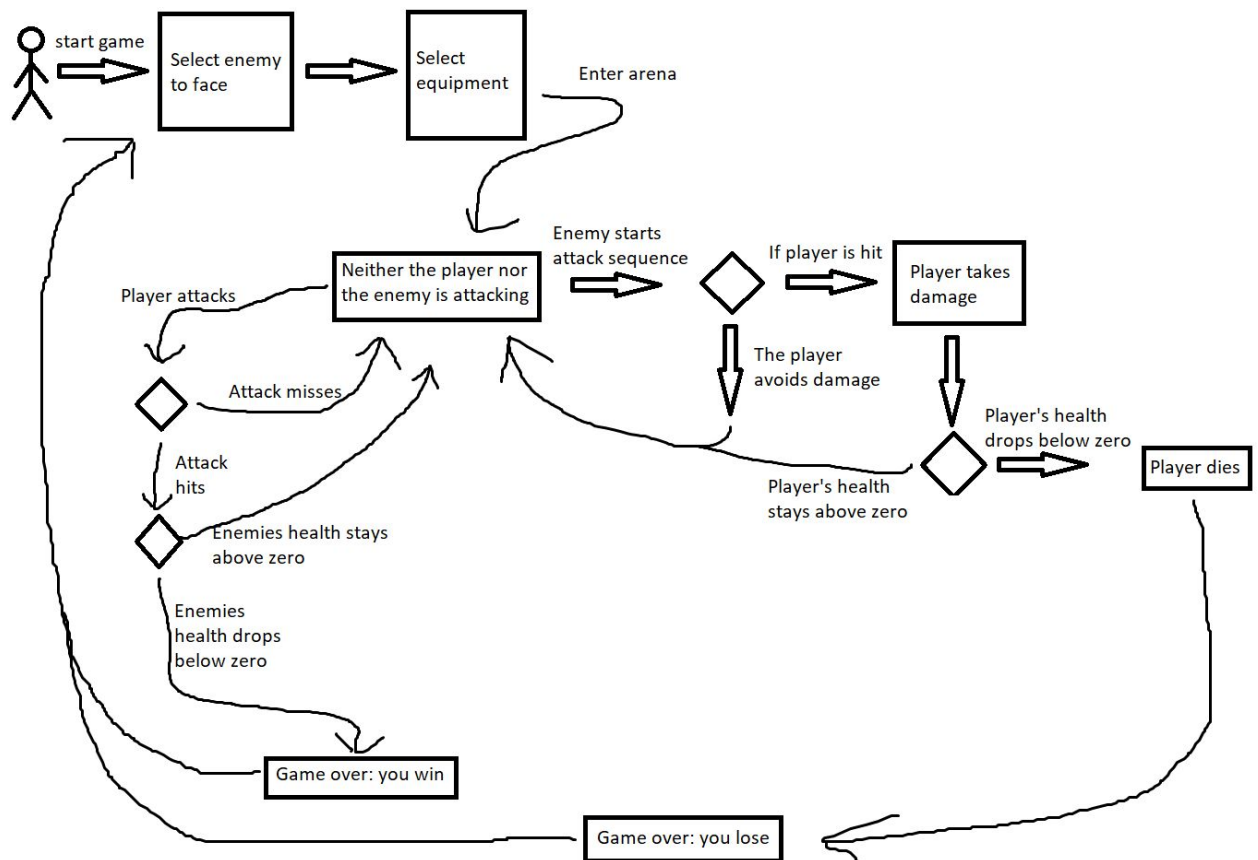 start game
Select enemy
to face
Select
equipment
Enter arena
Neither the player nor
the enemy is attacking
Enemy starts
attack sequence
If player is hit
Player takes
damage
Player attacks
The player
avoids damage
Attack misses
Player's health
drops below zero
Player dies
Attack
hits
Player's health
stays above zero
Enemies health stays
above zero
Enemies
health drops
below zero
Game over: you win
Game over: you lose